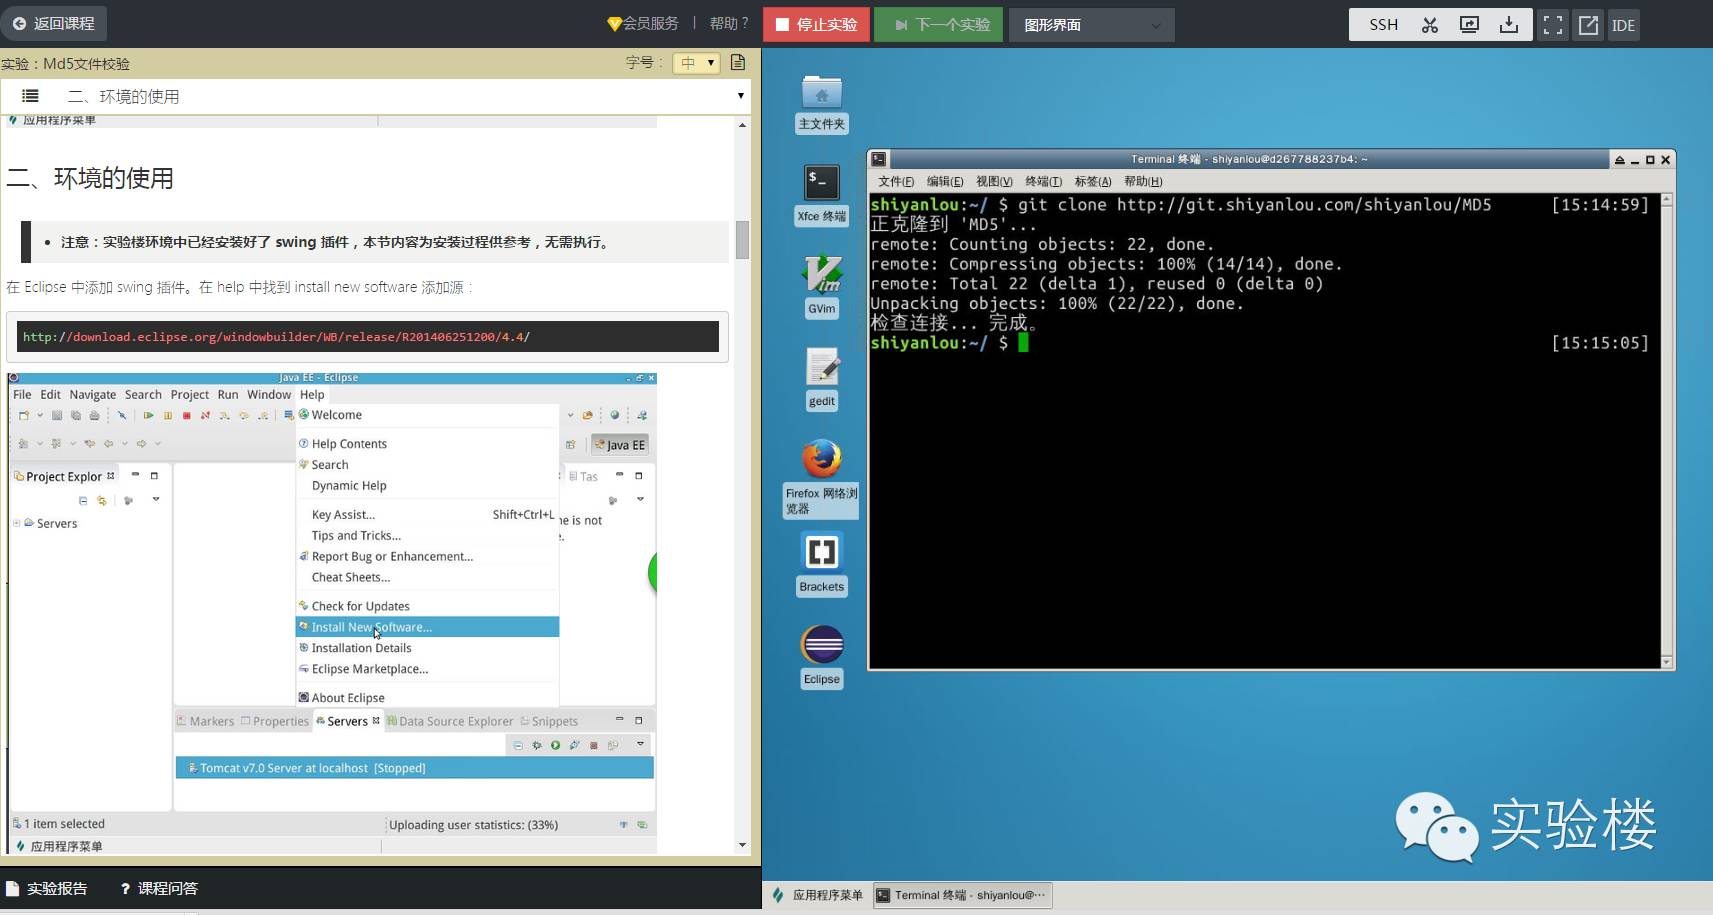 返回课程
会员服务 | 帮助?
停止实验
下一个实验
图形界面
SSH
IDE
实验：Md5文件校验
字号： 中
二、环境的使用
应用程序菜单
二、环境的使用
• 注意：实验楼环境中已经安装好了 swing 插件，本节内容为安装过程供参考，无需执行。
在 Eclipse 中添加 swing 插件。在 help 中找到 install new software 添加源：
http://download.eclipse.org/windowbuilder/WB/release/R201406251200/4.4/
Java EE - Eclipse
File Edit Navigate Search Project Run Window Help
Welcome
Help Contents
Search
Dynamic Help
Key Assist... Shift+Ctrl+L
Tips and Tricks...
Report Bug or Enhancement...
Cheat Sheets...
Check for Updates
Install New Software...
Installation Details
Eclipse Marketplace...
About Eclipse
Java EE
Project Explor
Tas
Servers
ne is not
e.
Markers Properties Servers Data Source Explorer Snippets
Tomcat v7.0 Server at localhost [Stopped]
1 item selected
Uploading user statistics: (33%)
应用程序菜单
实验报告
? 课程问答
主文件夹
Xfce 终端
GVim
gedit
Firefox 网络浏
览器
Brackets
Eclipse
Terminal 终端 - shiyanlou@d267788237b4: ~
文件(F) 编辑(E) 视图(V) 终端(T) 标签(A) 帮助(H)
shiyanlou:~/ $ git clone http://git.shiyanlou.com/shiyanlou/MD5 [15:14:59]
正克隆到 'MD5'...
remote: Counting objects: 22, done.
remote: Compressing objects: 100% (14/14), done.
remote: Total 22 (delta 1), reused 0 (delta 0)
Unpacking objects: 100% (22/22), done.
检查连接... 完成。
shiyanlou:~/ $ [15:15:05]
实验楼
应用程序菜单
Terminal 终端 - shiyanlou@···